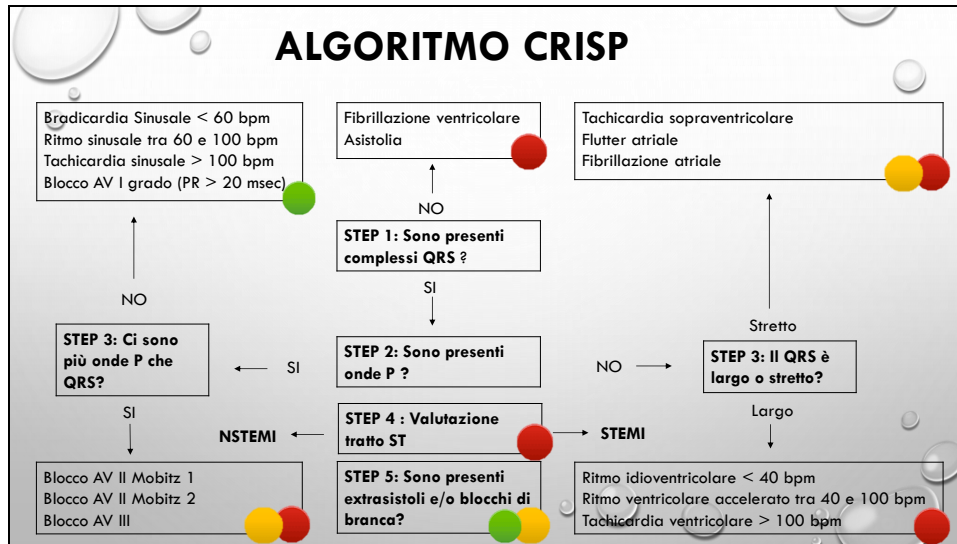 ALGORITMO CRISP
Bradicardia Sinusale < 60 bpm
Ritmo sinusale tra 60 e 100 bpm
Tachicardia sinusale > 100 bpm
Blocco AV I grado (PR > 20 msec)
Fibrillazione ventricolare
Asistolia
Tachicardia sopraventricolare
Flutter atriale
Fibrillazione atriale
NO
STEP 1: Sono presenti
complessi QRS ?
SI
NO
STEP 3: Ci sono
più onde P che
QRS?
SI
STEP 2: Sono presenti
onde P ?
NO
Stretto
STEP 3: Il QRS è
largo o stretto?
SI
Largo
NSTEMI
STEP 4 : Valutazione
tratto ST
STEMI
Blocco AV II Mobitz 1
Blocco AV II Mobitz 2
Blocco AV III
STEP 5: Sono presenti
extrasistoli e/o blocchi di
branca?
Ritmo idioventricolare < 40 bpm
Ritmo ventricolare accelerato tra 40 e 100 bpm
Tachicardia ventricolare > 100 bpm